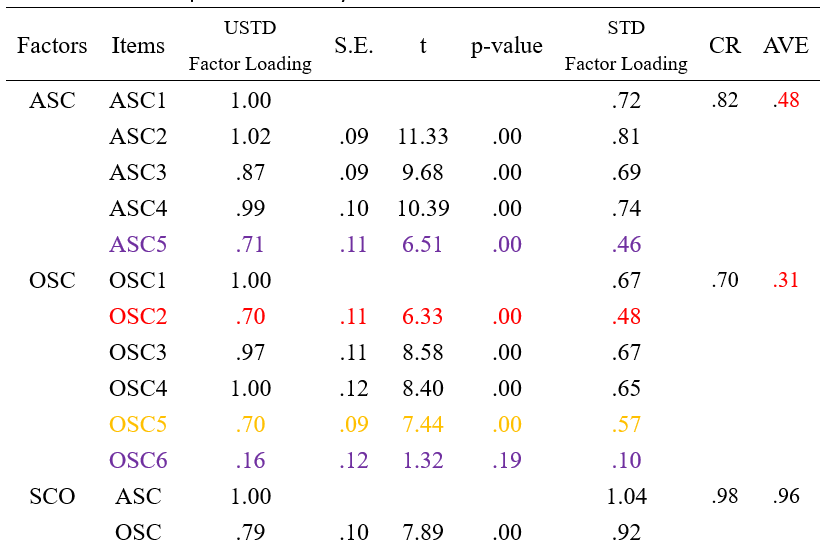 Factors Items USTD Factor Loading S.E. t p-value STD Factor Loading CR AVE
ASC ASC1 1.00 .72 .82 .48
ASC2 1.02 .09 11.33 .00 .81
ASC3 .87 .09 9.68 .00 .69
ASC4 .99 .10 10.39 .00 .74
ASC5 .71 .11 6.51 .00 .46
OSC OSC1 1.00 .67 .70 .31
OSC2 .70 .11 6.33 .00 .48
OSC3 .97 .11 8.58 .00 .67
OSC4 1.00 .12 8.40 .00 .65
OSC5 .70 .09 7.44 .00 .57
OSC6 .16 .12 1.32 .19 .10
SCO ASC 1.00 1.04 .98 .96
OSC .79 .10 7.89 .00 .92